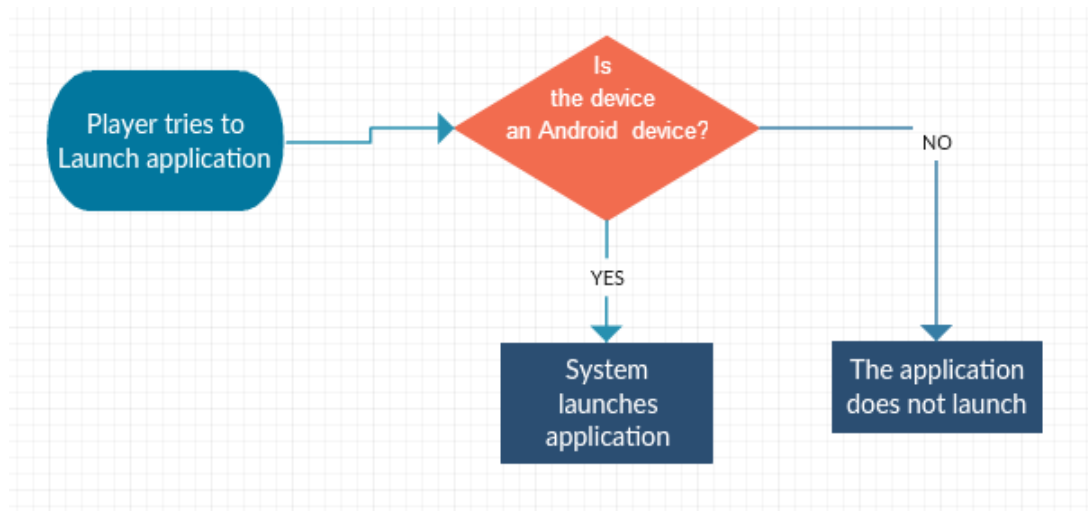 Player tries to
Launch application
Is
the device
an Android device?
NO
YES
System
launches
application
The application
does not launch